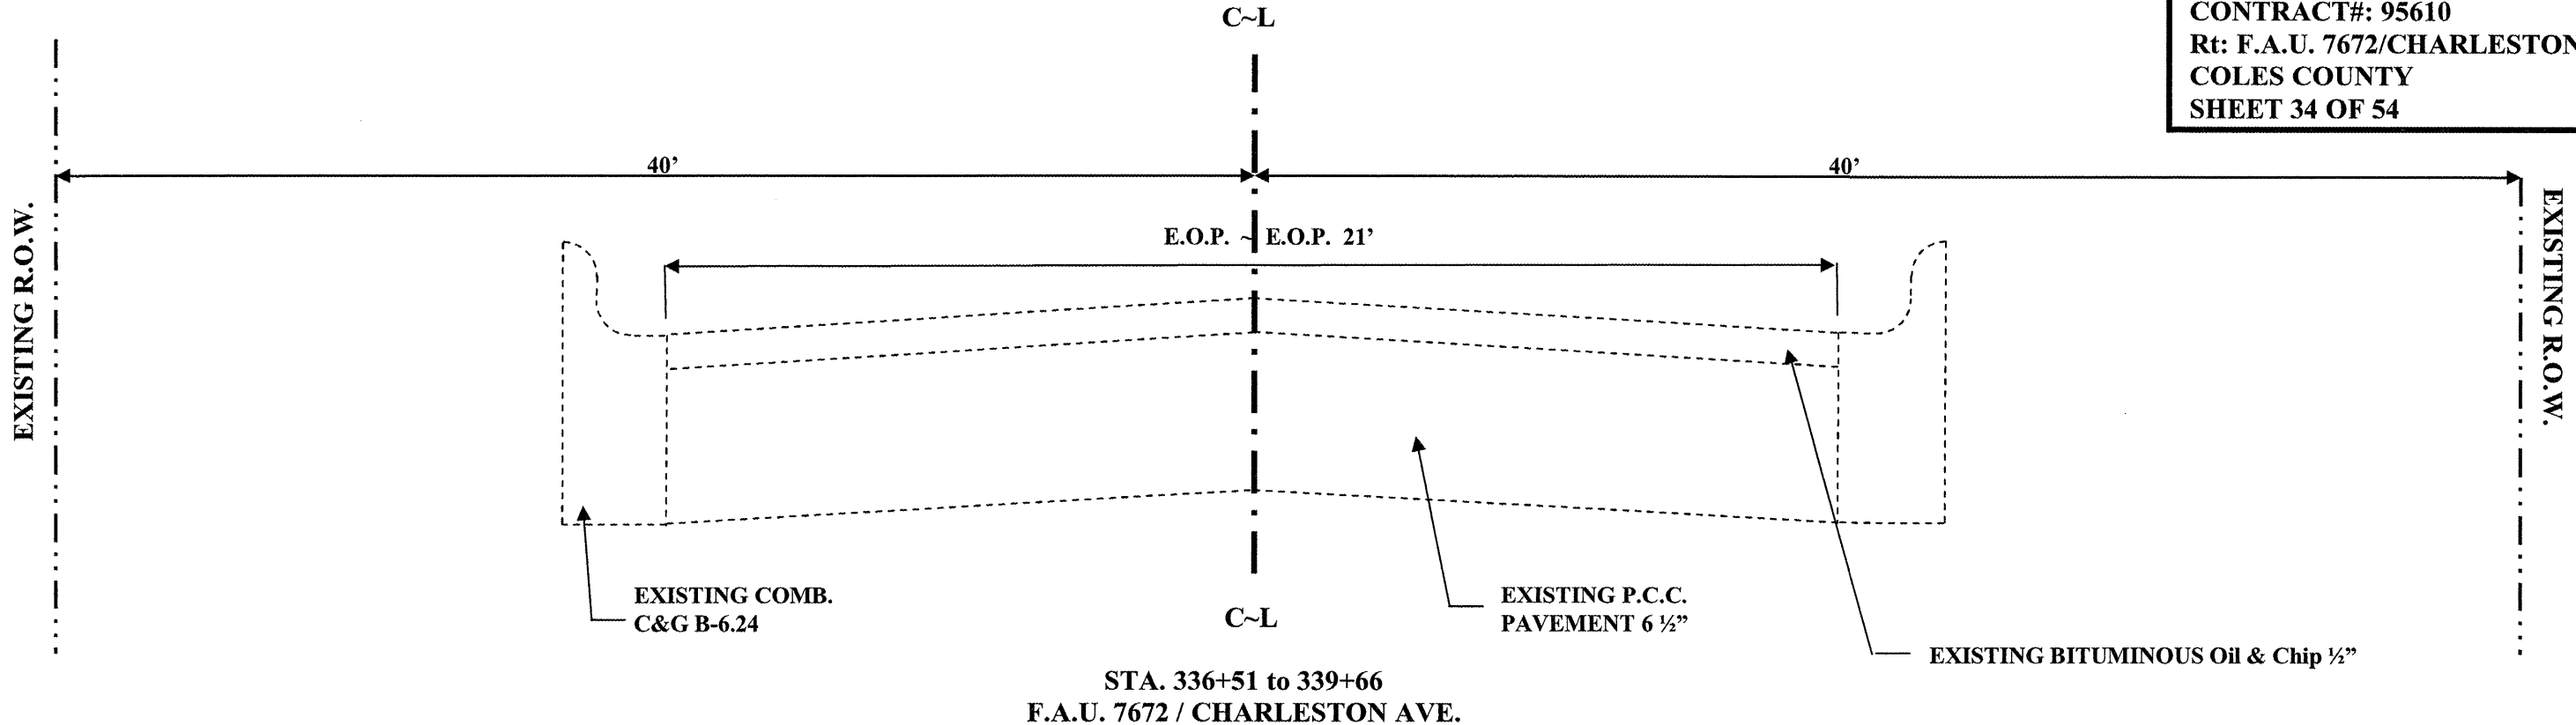 C~L
CONTRACT#: 95610
Rt: F.A.U. 7672/CHARLESTON
COLES COUNTY
SHEET 34 OF 54
40’
40’
EXISTING R.O.W.
EXISTING R.O.W.
E.O.P. ~ E.O.P. 21’
EXISTING COMB.
C&G B-6.24
C~L
EXISTING P.C.C.
PAVEMENT 6 ½”
EXISTING BITUMINOUS Oil & Chip ½”
STA. 336+51 to 339+66
F.A.U. 7672 / CHARLESTON AVE.